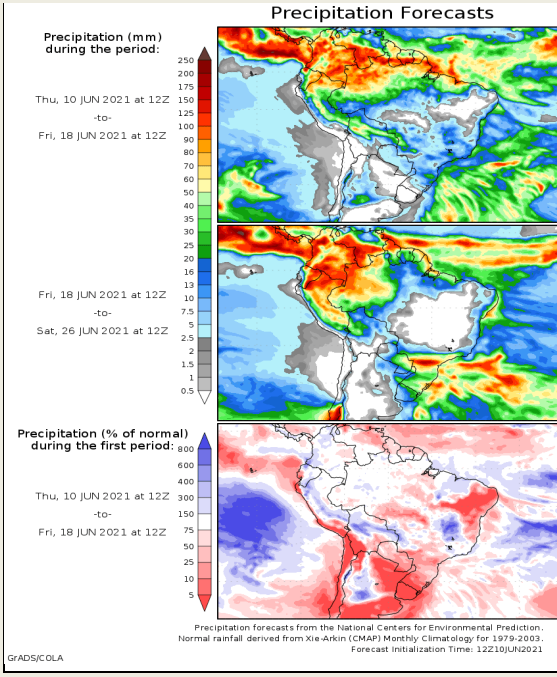 Precipitation Forecasts
Precipitation (mm)
during the period:
Thu, 10 JUN 2021 at 12Z
-to-
Fri, 18 JUN 2021 at 12Z
250
200
175
150
125
100
90
80
70
60
50
40
35
30
25
20
16
13
10
7.5
5
2.5
2
1.5
1
0.5
Fri, 18 JUN 2021 at 12Z
-to-
Sat, 26 JUN 2021 at 12Z
Precipitation (% of normal)
during the first period:
Thu, 10 JUN 2021 at 12Z
-to-
Fri, 18 JUN 2021 at 12Z
800
600
400
300
150
75
50
25
10
5
Precipitation forecasts from the National Centers for Environmental Prediction.
Normal rainfall derived from Xie-Arkin (CMAP) Monthly Climatology for 1979-2003.
Forecast Initialization Time: 12Z10JUN2021
GrADS/COLA